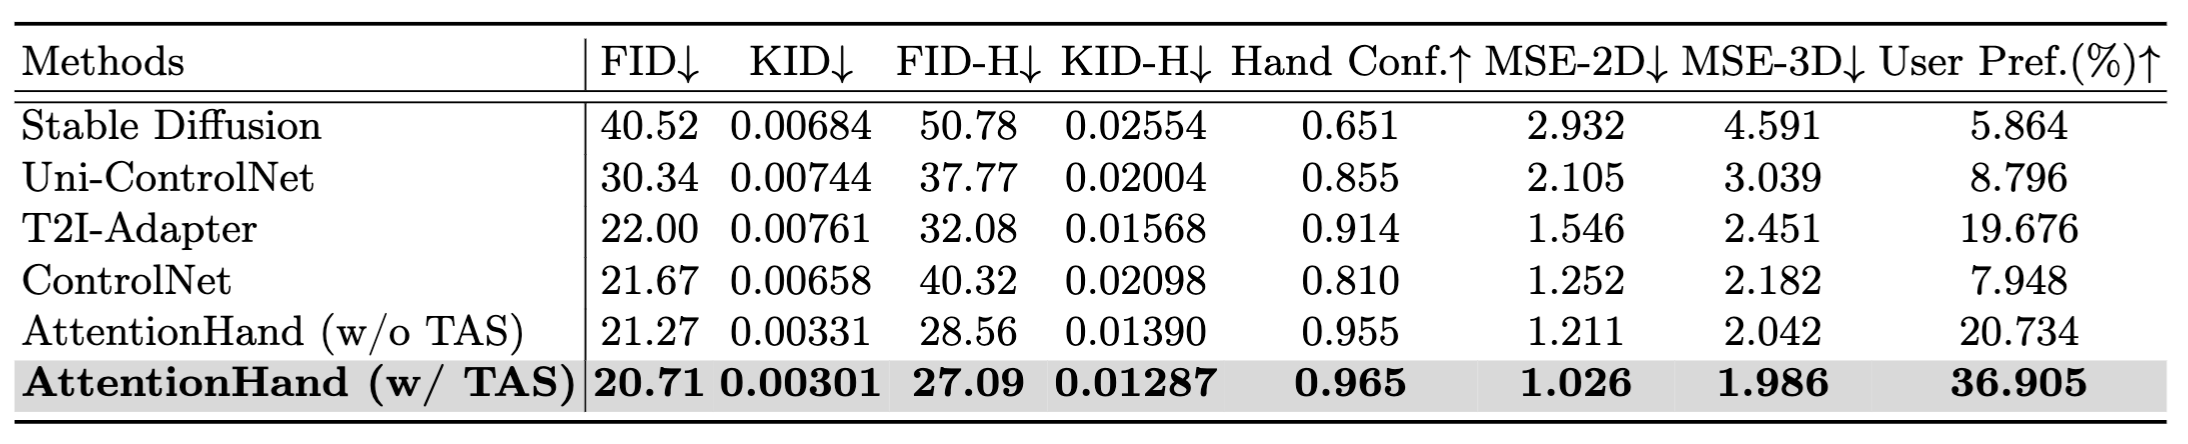 Methods FID↓ KID↓ FID-H↓ KID-H↓ Hand Conf.↑ MSE-2D↓ MSE-3D↓ User Pref.(%)↑
Stable Diffusion 40.52 0.00684 50.78 0.02554 0.651 2.932 4.591 5.864
Uni-ControlNet 30.34 0.00744 37.77 0.02004 0.855 2.105 3.039 8.796
T2I-Adapter 22.00 0.00761 32.08 0.01568 0.914 1.546 2.451 19.676
ControlNet 21.67 0.00658 40.32 0.02098 0.810 1.252 2.182 7.948
AttentionHand (w/o TAS) 21.27 0.00331 28.56 0.01390 0.955 1.211 2.042 20.734
AttentionHand (w/ TAS) 20.71 0.00301 27.09 0.01287 0.965 1.026 1.986 36.905